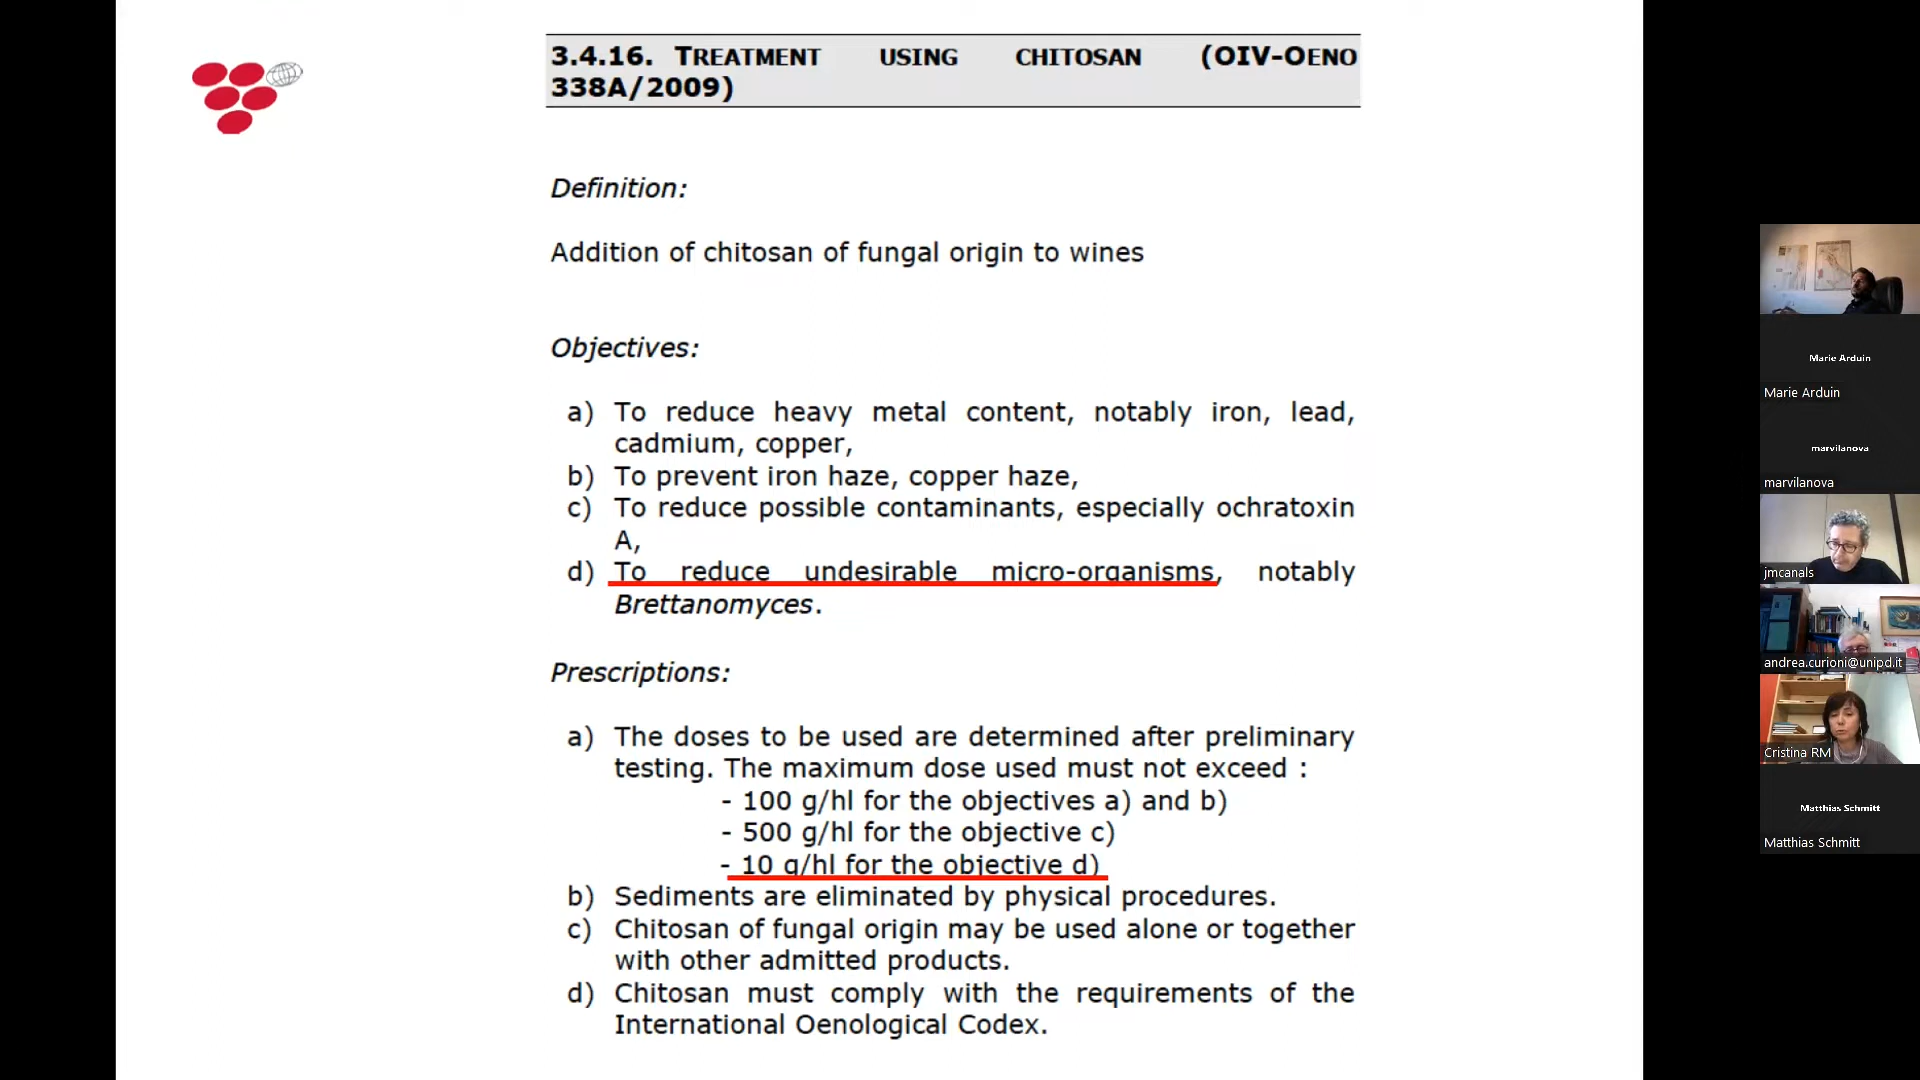 3.4.16. TREATMENT USING CHITOSAN (OIV-OENO
338A/2009)
Definition:
Addition of chitosan of fungal origin to wines
Objectives:
a) To reduce heavy metal content, notably iron, lead,
cadmium, copper,
b) To prevent iron haze, copper haze,
c) To reduce possible contaminants, especially ochratoxin
A,
d) To reduce undesirable micro-organisms, notably
Brettanomyces.
Prescriptions:
a) The doses to be used are determined after preliminary
testing. The maximum dose used must not exceed :
- 100 g/hl for the objectives a) and b)
- 500 g/hl for the objective c)
- 10 g/hl for the objective d)
b) Sediments are eliminated by physical procedures.
c) Chitosan of fungal origin may be used alone or together
with other admitted products.
d) Chitosan must comply with the requirements of the
International Oenological Codex.
Marie Arduin
Marie Arduin
marvilanova
marvilanova
jmcanals
andrea.curioni@unipd.it
Cristina RM
Matthias Schmitt
Matthias Schmitt